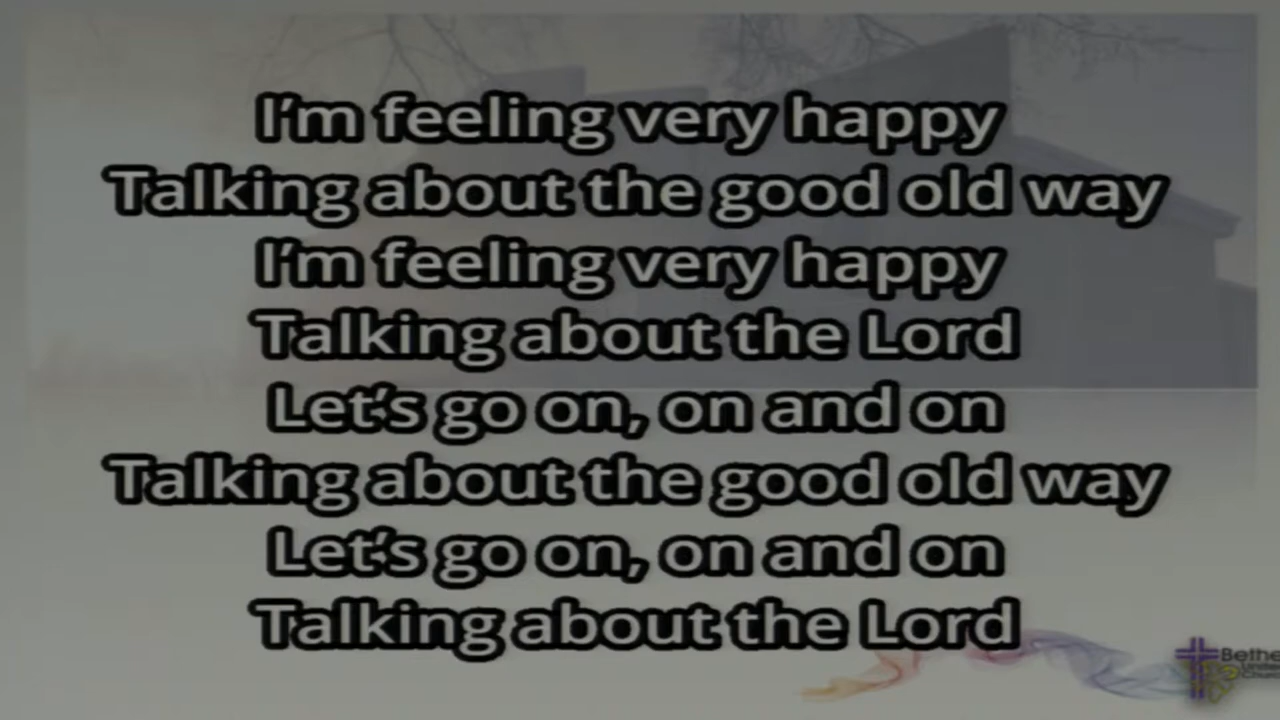 I'm feeling very happy
Talking about the good old way
I'm feeling very happy
Talking about the Lord
Let's go on, on and on
Talking about the good old way
Let's go on, on and on
Talking about the Lord